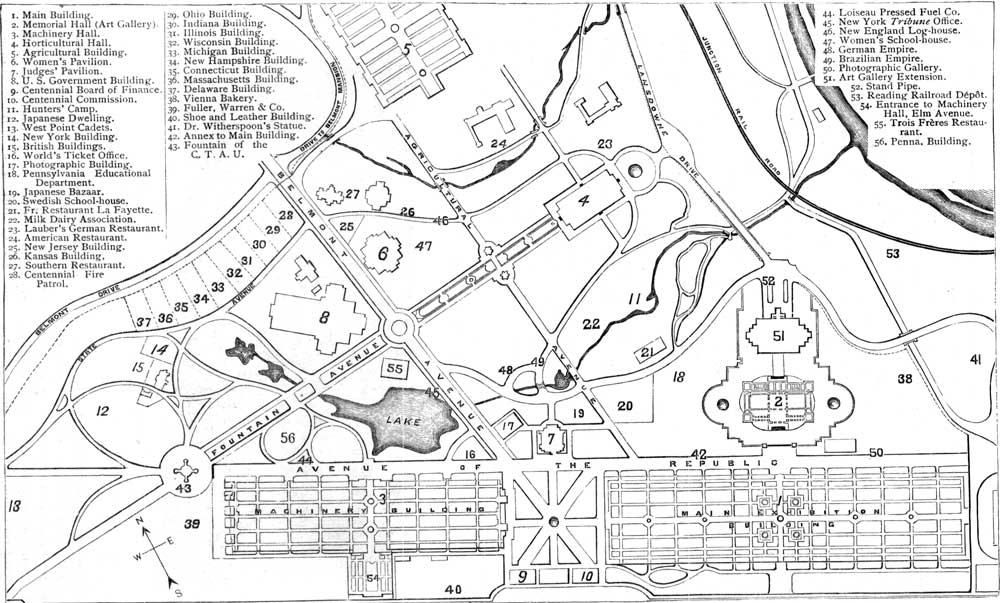 1. Main Building.
2. Memorial Hall (Art Gallery).
3. Machinery Hall.
4. Horticultural Hall.
5. Agricultural Building.
6. Women's Pavilion.
7. Judges' Pavilion.
8. U. S. Government Building.
9. Centennial Board of Finance.
10. Centennial Commission.
11. Hunters' Camp.
12. Japanese Dwelling.
13. West Point Cadets.
14. New York Building.
15. British Buildings.
16. World's Ticket Office.
17. Photographic Building.
18. Pennsylvania Educational
Department.
19. Japanese Bazaar.
20. Swedish School-house.
21. Fr. Restaurant La Fayette.
22. Milk Dairy Association.
23. Lauber's German Restaurant.
24. American Restaurant.
25. New Jersey Building.
26. Kansas Building.
27. Southern Restaurant.
28. Centennial Fire
Patrol.
29. Ohio Building.
30. Indiana Building.
31. Illinois Building.
32. Wisconsin Building.
33. Michigan Building.
34. New Hampshire Building.
35. Connecticut Building.
36. Massachusetts Building.
37. Delaware Building.
38. Vienna Bakery.
39. Fuller, Warren & Co.
40. Shoe and Leather Building.
41. Dr. Witherspoon's Statue.
42. Annex to Main Building.
43. Fountain of the
C. T. A. U.
44. Loiseau Pressed Fuel Co.
45. New York Tribune Office.
46. New England Log-house.
47. Women's School-house.
48. German Empire.
49. Brazilian Empire.
50. Photographic Gallery.
51. Art Gallery Extension.
52. Stand Pipe.
53. Reading Railroad Dépôt.
54. Entrance to Machinery
Hall, Elm Avenue.
55. Trois Frères Restau-
rant.
56. Penna. Building.
5
DRIVE TO BELMONT MANSION
JUNCTION RAIL ROAD
LANSDOWNE DRIVE
AGRICULTURAL AVENUE
BELMONT AVENUE
24
23
27
26
46
4
28
25
29
6
47
30
31
53
32
33
11
52
34
BELMONT DRIVE
35
36
37
STATE AVENUE
8
22
51
14
21
41
15
55
49
48
18
38
FOUNTAIN AVENUE
45
12
LAKE
19
20
2
17
56
7
16
44
42
50
AVENUE OF THE REPUBLIC
43
13
3
1
MACHINERY BUILDING
MAIN EXHIBITION
BUILDING
39
N
W E
S
54
9
10
40